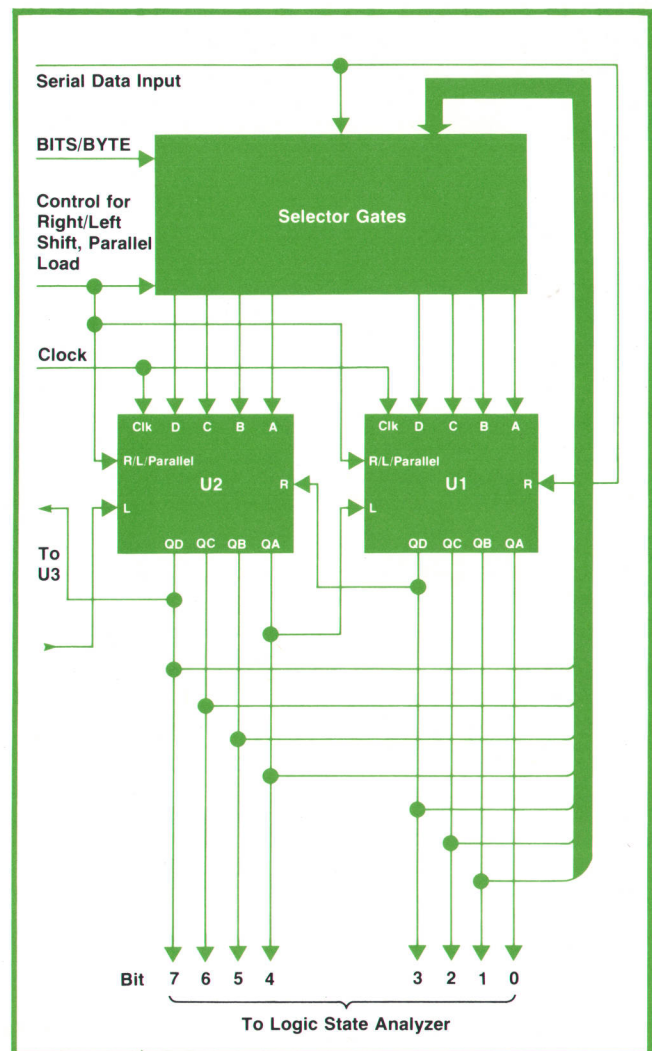 Serial Data Input
BITS/BYTE
Control for
Right/Left
Shift, Parallel
Load
Selector Gates
Clock
Clk D C B A
Clk D C B A
R/L/Parallel
U2
R
L
R/L/Parallel
U1
R
L
QD QC QB QA
QD QC QB QA
To
U3
Bit 7 6 5 4 3 2 1 0
To Logic State Analyzer